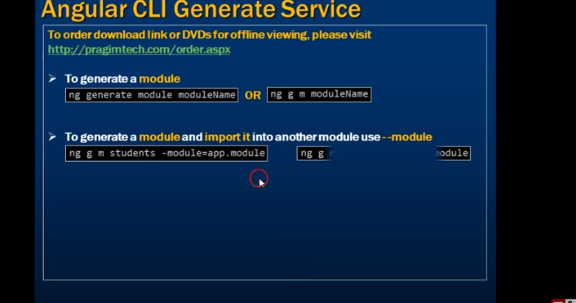 Angular CLI Generate Service
To order download link or DVDs for offline viewing, please visit
http://pragimtech.com/order.aspx
To generate a module
ng generate module moduleName OR ng g m moduleName
To generate a module and import it into another module use --module
ng g m students -module=app.module ng g odule